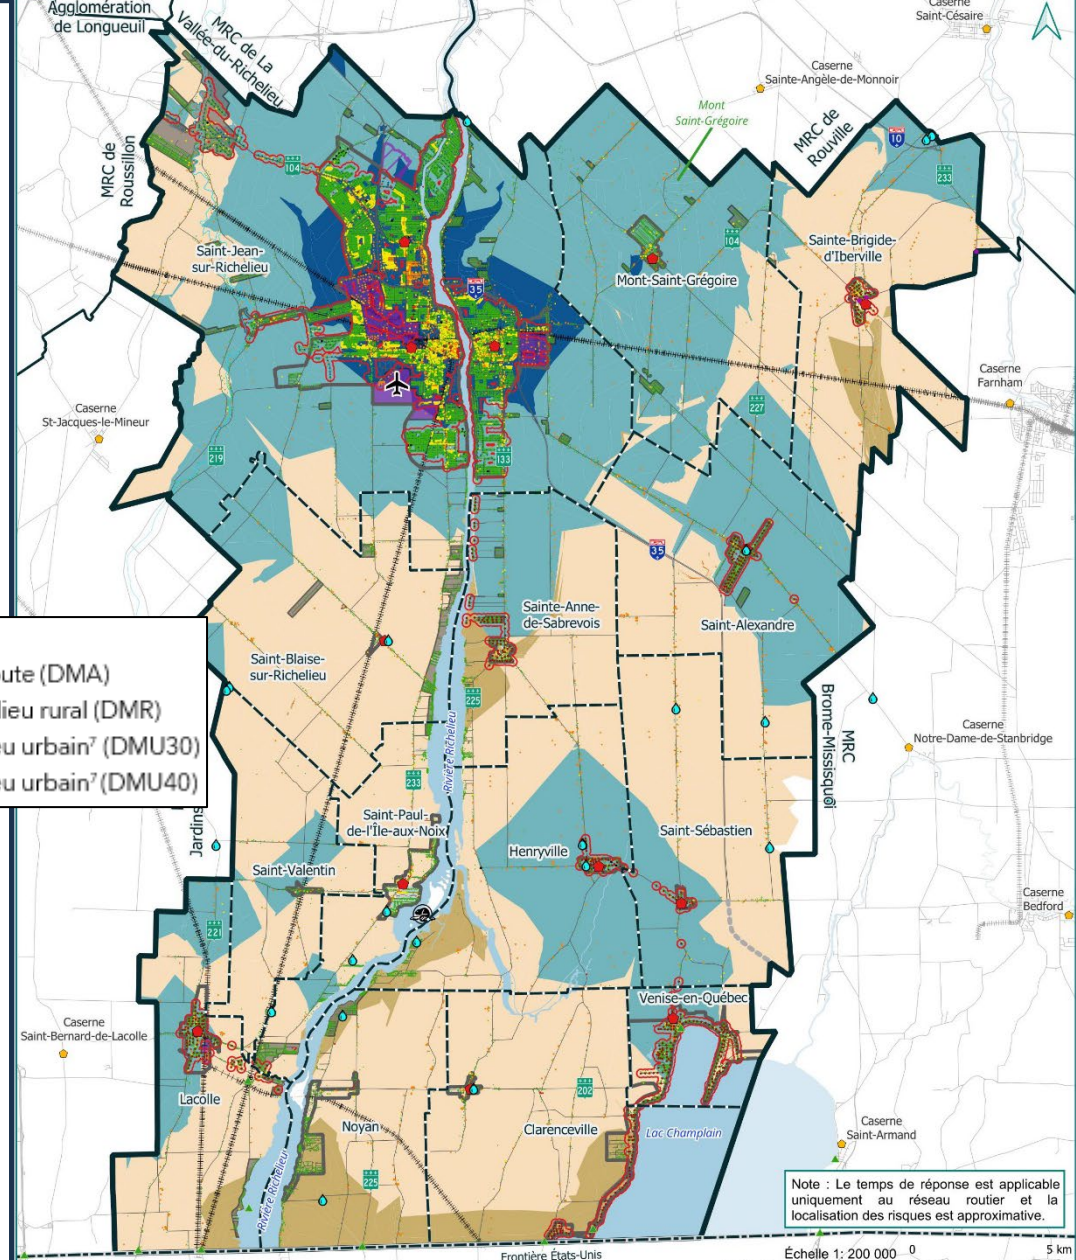 Agglomération
de Longueuil
MRC de La
Vallée-du-Richelieu
Caserne
Saint-Césaire
Caserne
Sainte-Angèle-de-Monnoir
Mont
Saint-Grégoire
MRC de
Rouville
10
233
MRC de
Roussillon
104
104
Saint-Jean-
sur-Richelieu
Sainte-Brigide-
d'Iberville
Mont-Saint-Grégoire
35
Caserne
Farnham
Caserne
St-Jacques-le-Mineur
227
219
133
35
Sainte-Anne-
de-Sabrevois
Saint-Alexandre
Saint-Blaise-
sur-Richelieu
oute (DMA)
lieu rural (DMR)
eu urbain⁷ (DMU30)
eu urbain⁷ (DMU40)
225
MRC
Brome-Missisquoi
Caserne
Notre-Dame-de-Stanbridge
Rivière Richelieu
233
Jardins
Saint-Paul-
de-l'Île-aux-Noix
Saint-Sébastien
Henryville
Saint-Valentin
Caserne
Bedford
221
Venise-en-Québec
Caserne
Saint-Bernard-de-Lacolle
Lacolle
202
Noyan
Clarenceville
Lac Champlain
Caserne
Saint-Armand
Rivière Richelieu
225
Note : Le temps de réponse est applicable
uniquement au réseau routier et la
localisation des risques est approximative.
Frontière États-Unis
Échelle 1: 200 000
0
5 km